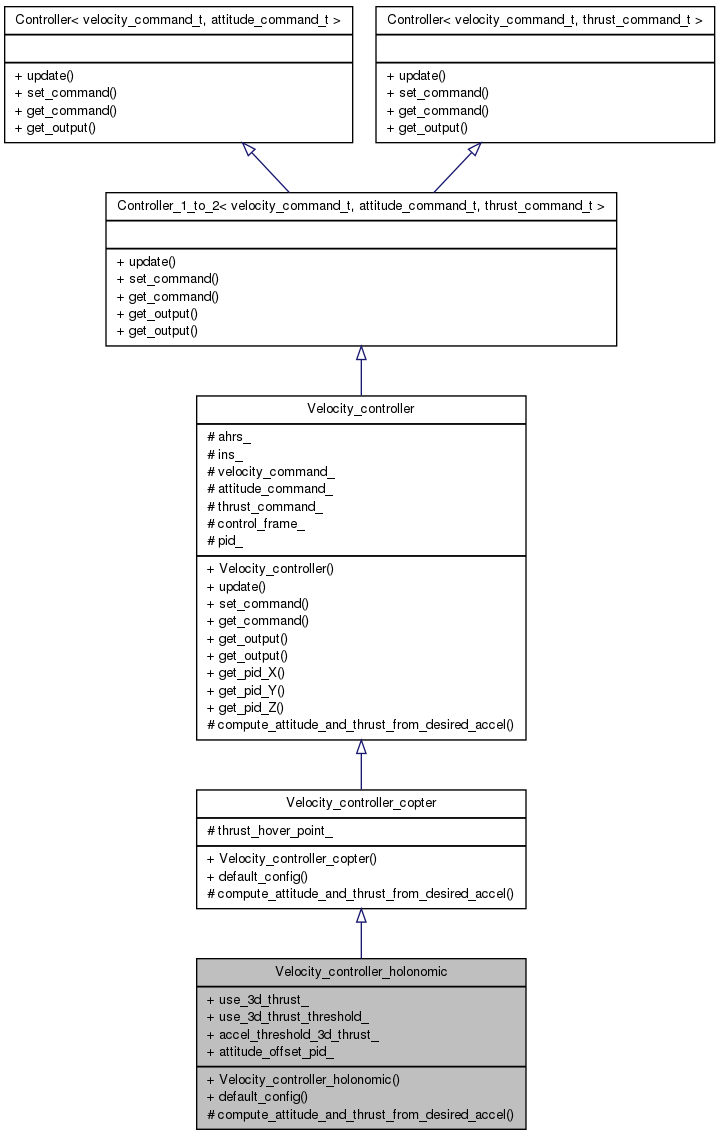 Controller< velocity_command_t, attitude_command_t >
+ update()
+ set_command()
+ get_command()
+ get_output()
Controller< velocity_command_t, thrust_command_t >
+ update()
+ set_command()
+ get_command()
+ get_output()
Controller_1_to_2< velocity_command_t, attitude_command_t, thrust_command_t >
+ update()
+ set_command()
+ get_command()
+ get_output()
+ get_output()
Velocity_controller
# ahrs_
# ins_
# velocity_command_
# attitude_command_
# thrust_command_
# control_frame_
# pid_
+ Velocity_controller()
+ update()
+ set_command()
+ get_command()
+ get_output()
+ get_output()
+ get_pid_X()
+ get_pid_Y()
+ get_pid_Z()
# compute_attitude_and_thrust_from_desired_accel()
Velocity_controller_copter
# thrust_hover_point_
+ Velocity_controller_copter()
+ default_config()
# compute_attitude_and_thrust_from_desired_accel()
Velocity_controller_holonomic
+ use_3d_thrust_
+ use_3d_thrust_threshold_
+ accel_threshold_3d_thrust_
+ attitude_offset_pid_
+ Velocity_controller_holonomic()
+ default_config()
# compute_attitude_and_thrust_from_desired_accel()